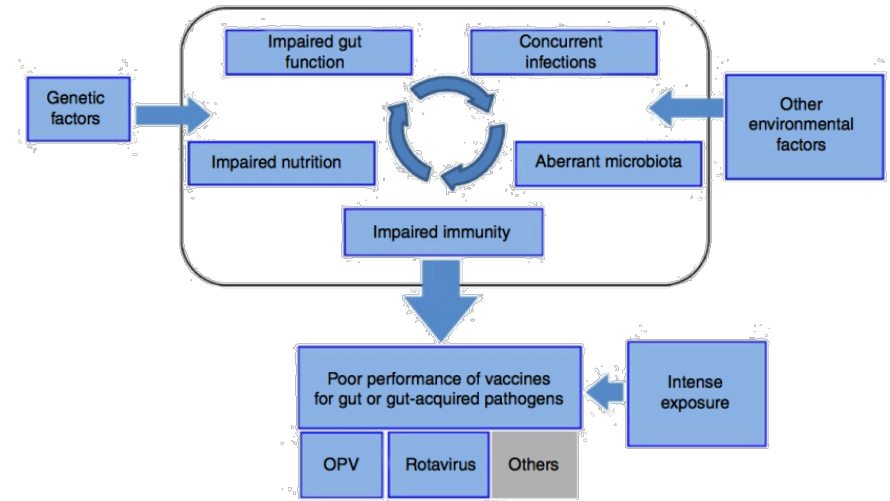 Impaired gut
function
Concurrent
infections
Genetic
factors
Other
environmental
factors
Impaired nutrition
Aberrant microbiota
Impaired immunity
Poor performance of vaccines
for gut or gut-acquired pathogens
Intense
exposure
OPV
Rotavirus
Others